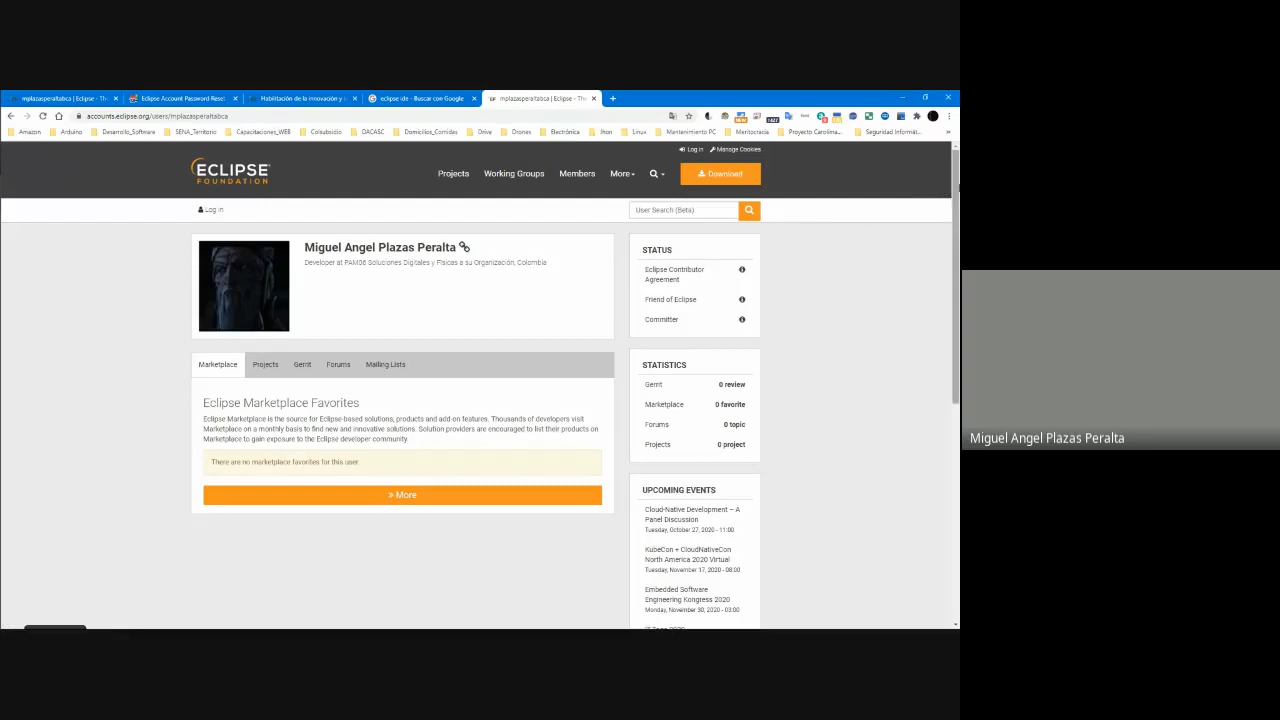 mplazasperaltabca | Eclipse - Th
Eclipse Account Password Rese
Habilitación de la innovación y l
eclipse ide - Buscar con Google
mplazasperaltabca | Eclipse - The
accounts.eclipse.org/users/mplazasperaltabca
Amazon
Arduino
Desarrollo_Software
SENA_Territorio
Capacitaciones_WEB
Colsubsidio
DACASC
Domicilios_Comidas
Drive
Drones
Electrónica
Jhon
Linux
Mantenimiento PC
Meritocracia
Proyecto Carolina...
Seguridad Informát...
Log in
Manage Cookies
ECLIPSE
FOUNDATION
Projects
Working Groups
Members
More
Download
Log in
User Search (Beta)
Miguel Angel Plazas Peralta
Developer at PAM06 Soluciones Digitales y Físicas a su Organización, Colombia
Marketplace
Projects
Gerrit
Forums
Mailing Lists
Eclipse Marketplace Favorites
Eclipse Marketplace is the source for Eclipse-based solutions, products and add-on features. Thousands of developers visit
Marketplace on a monthly basis to find new and innovative solutions. Solution providers are encouraged to list their products on
Marketplace to gain exposure to the Eclipse developer community.
There are no marketplace favorites for this user.
» More
STATUS
Eclipse Contributor
Agreement
Friend of Eclipse
Committer
STATISTICS
Gerrit 0 review
Marketplace 0 favorite
Forums 0 topic
Projects 0 project
UPCOMING EVENTS
Cloud-Native Development – A
Panel Discussion
Tuesday, October 27, 2020 - 11:00
KubeCon + CloudNativeCon
North America 2020 Virtual
Tuesday, November 17, 2020 - 08:00
Embedded Software
Engineering Kongress 2020
Monday, November 30, 2020 - 03:00
Miguel Angel Plazas Peralta